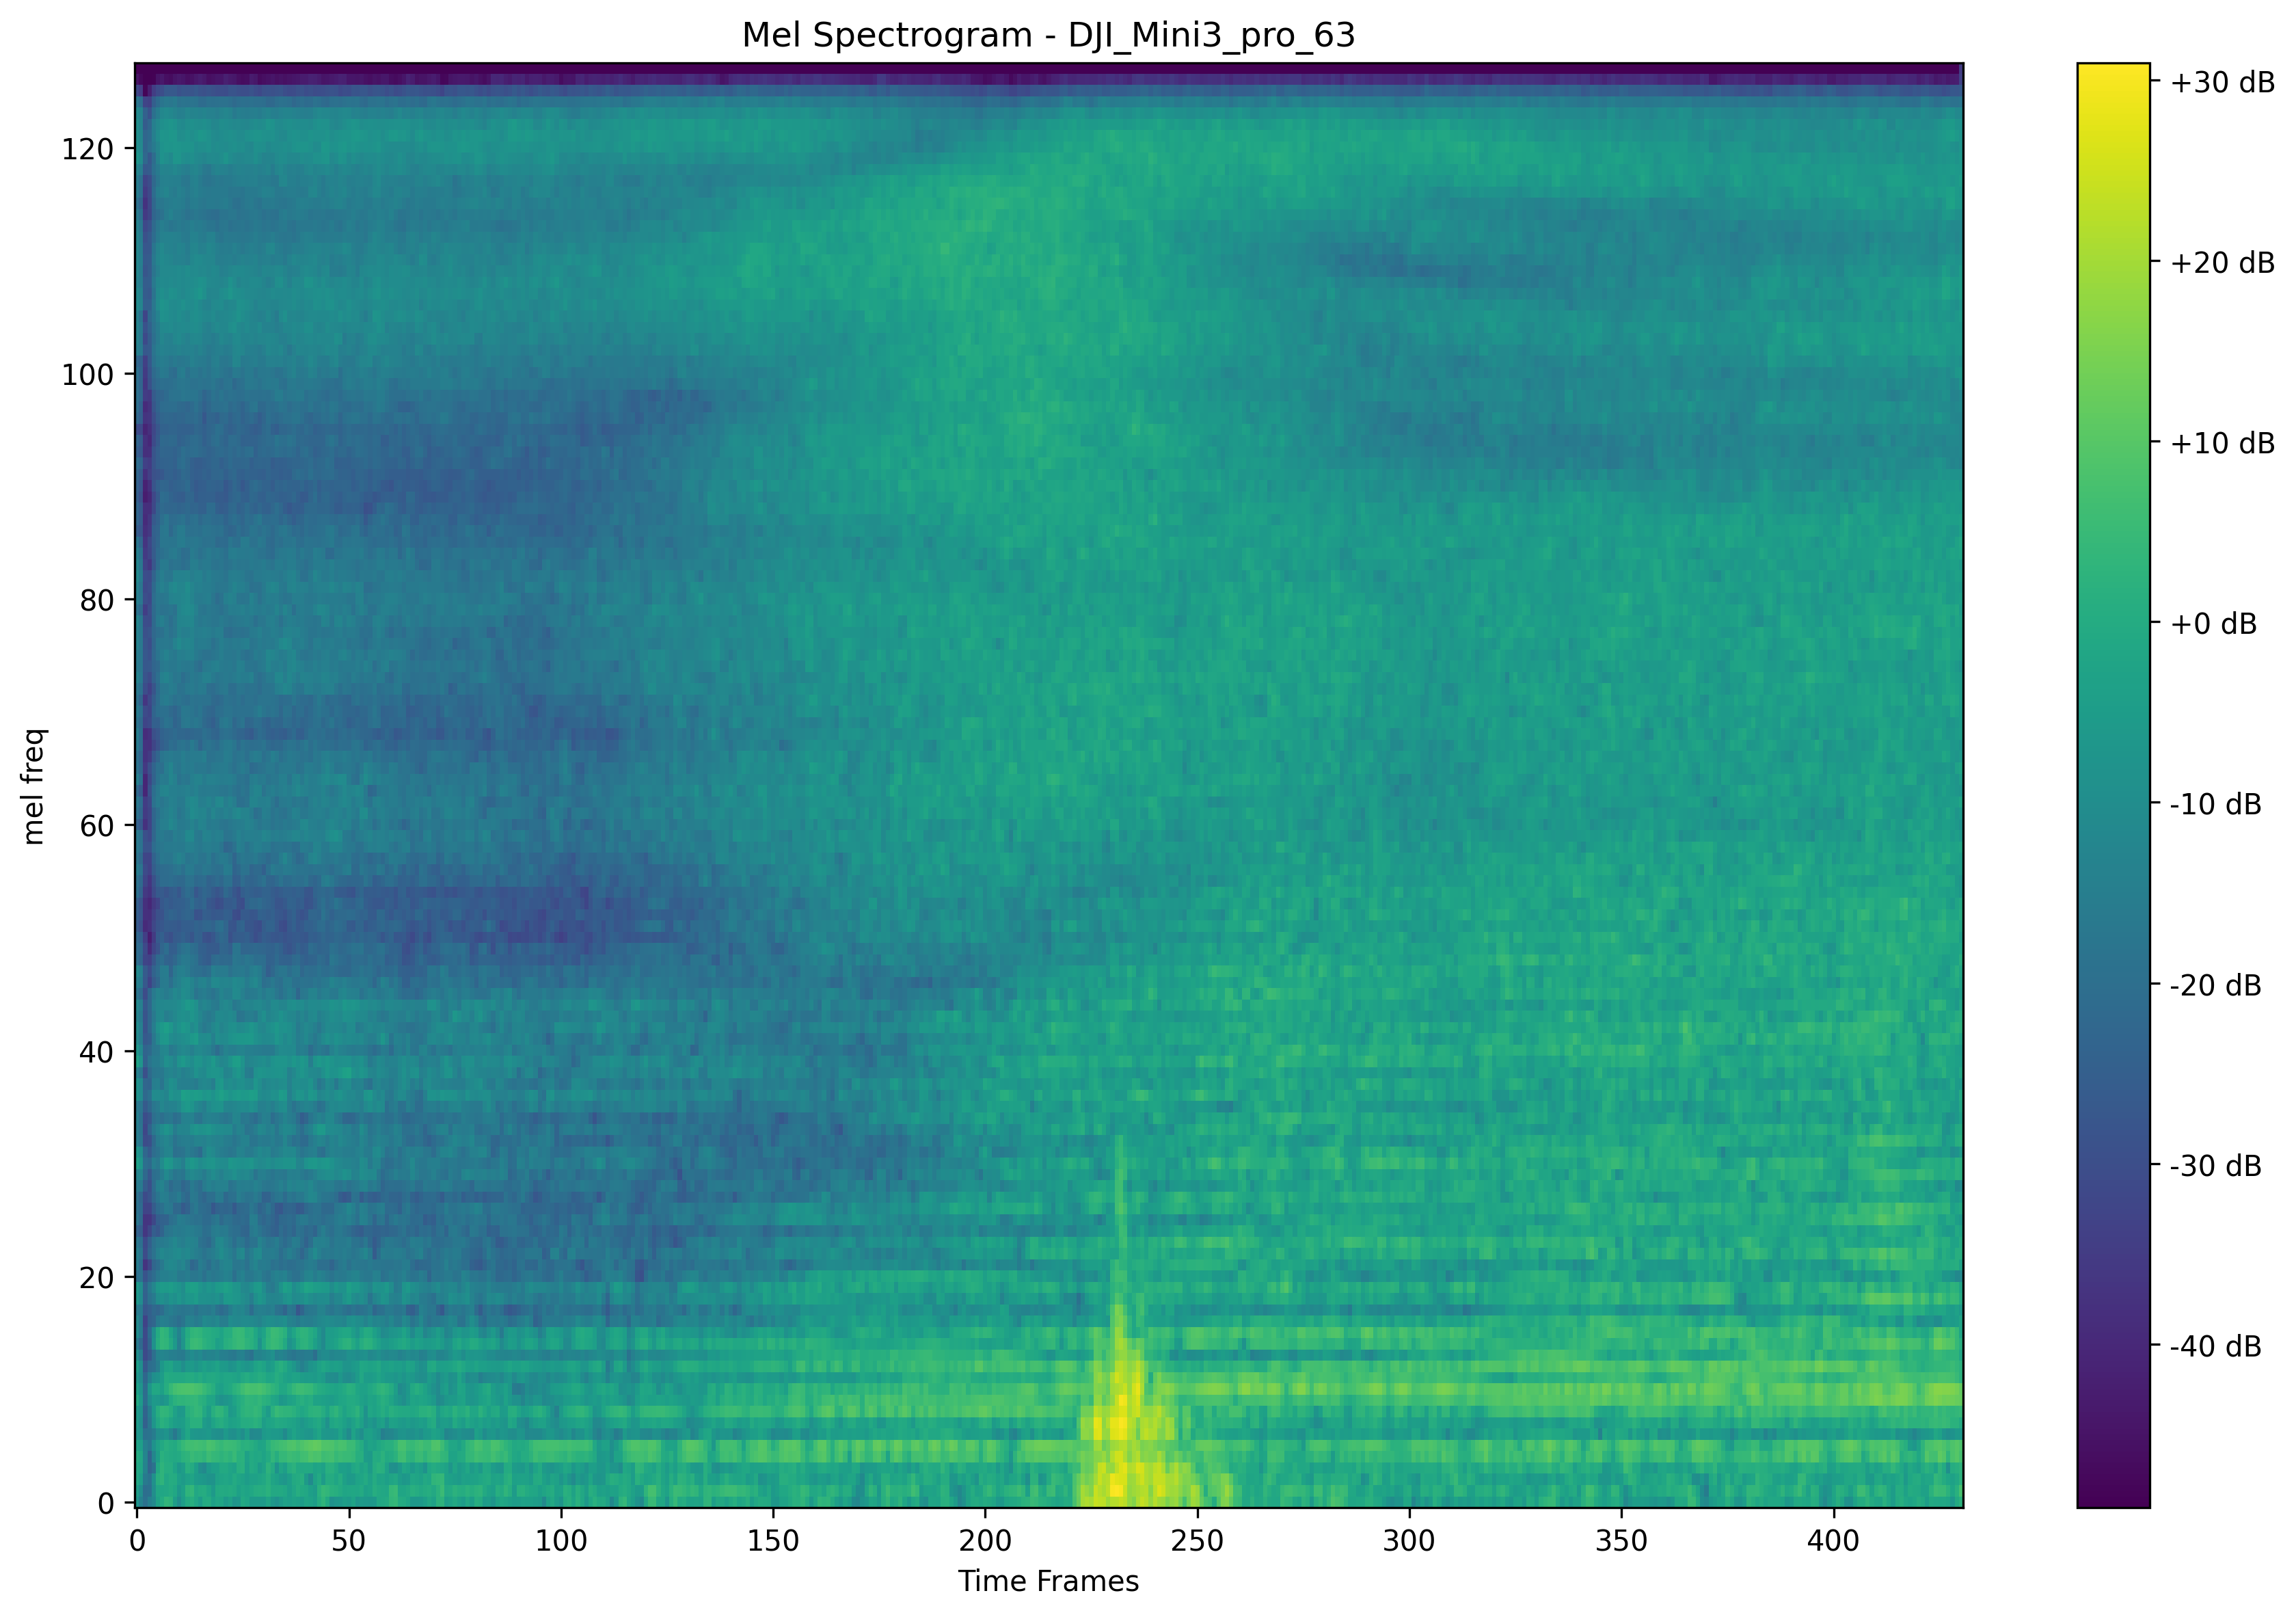 Mel Spectrogram - DJI_Mini3_pro_63
mel freq
120
100
80
60
40
20
0
0 50 100 150 200 250 300 350 400
Time Frames
+30 dB
+20 dB
+10 dB
+0 dB
-10 dB
-20 dB
-30 dB
-40 dB